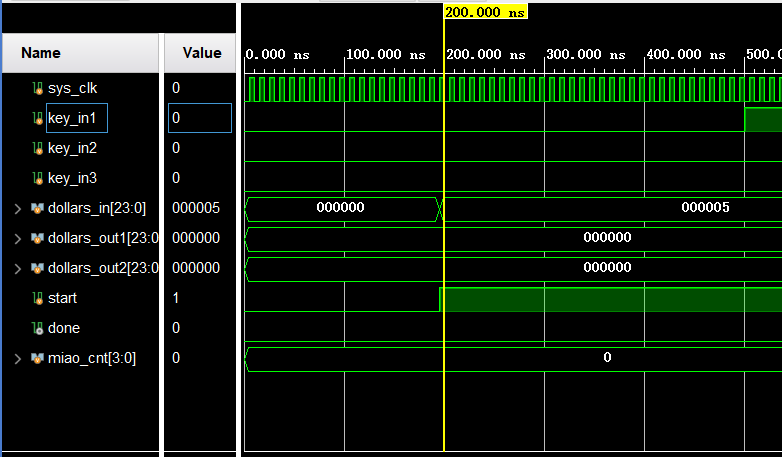 200.000 ns
Name Value
0.000 ns 100.000 ns 200.000 ns 300.000 ns 400.000 ns 500.0
sys_clk 0
key_in1 0
key_in2 0
key_in3 0
dollars_in[23:0] 000005 000000 000005
dollars_out1[23:0 000000 000000
dollars_out2[23:0 000000 000000
start 1
done 0
miao_cnt[3:0] 0 0